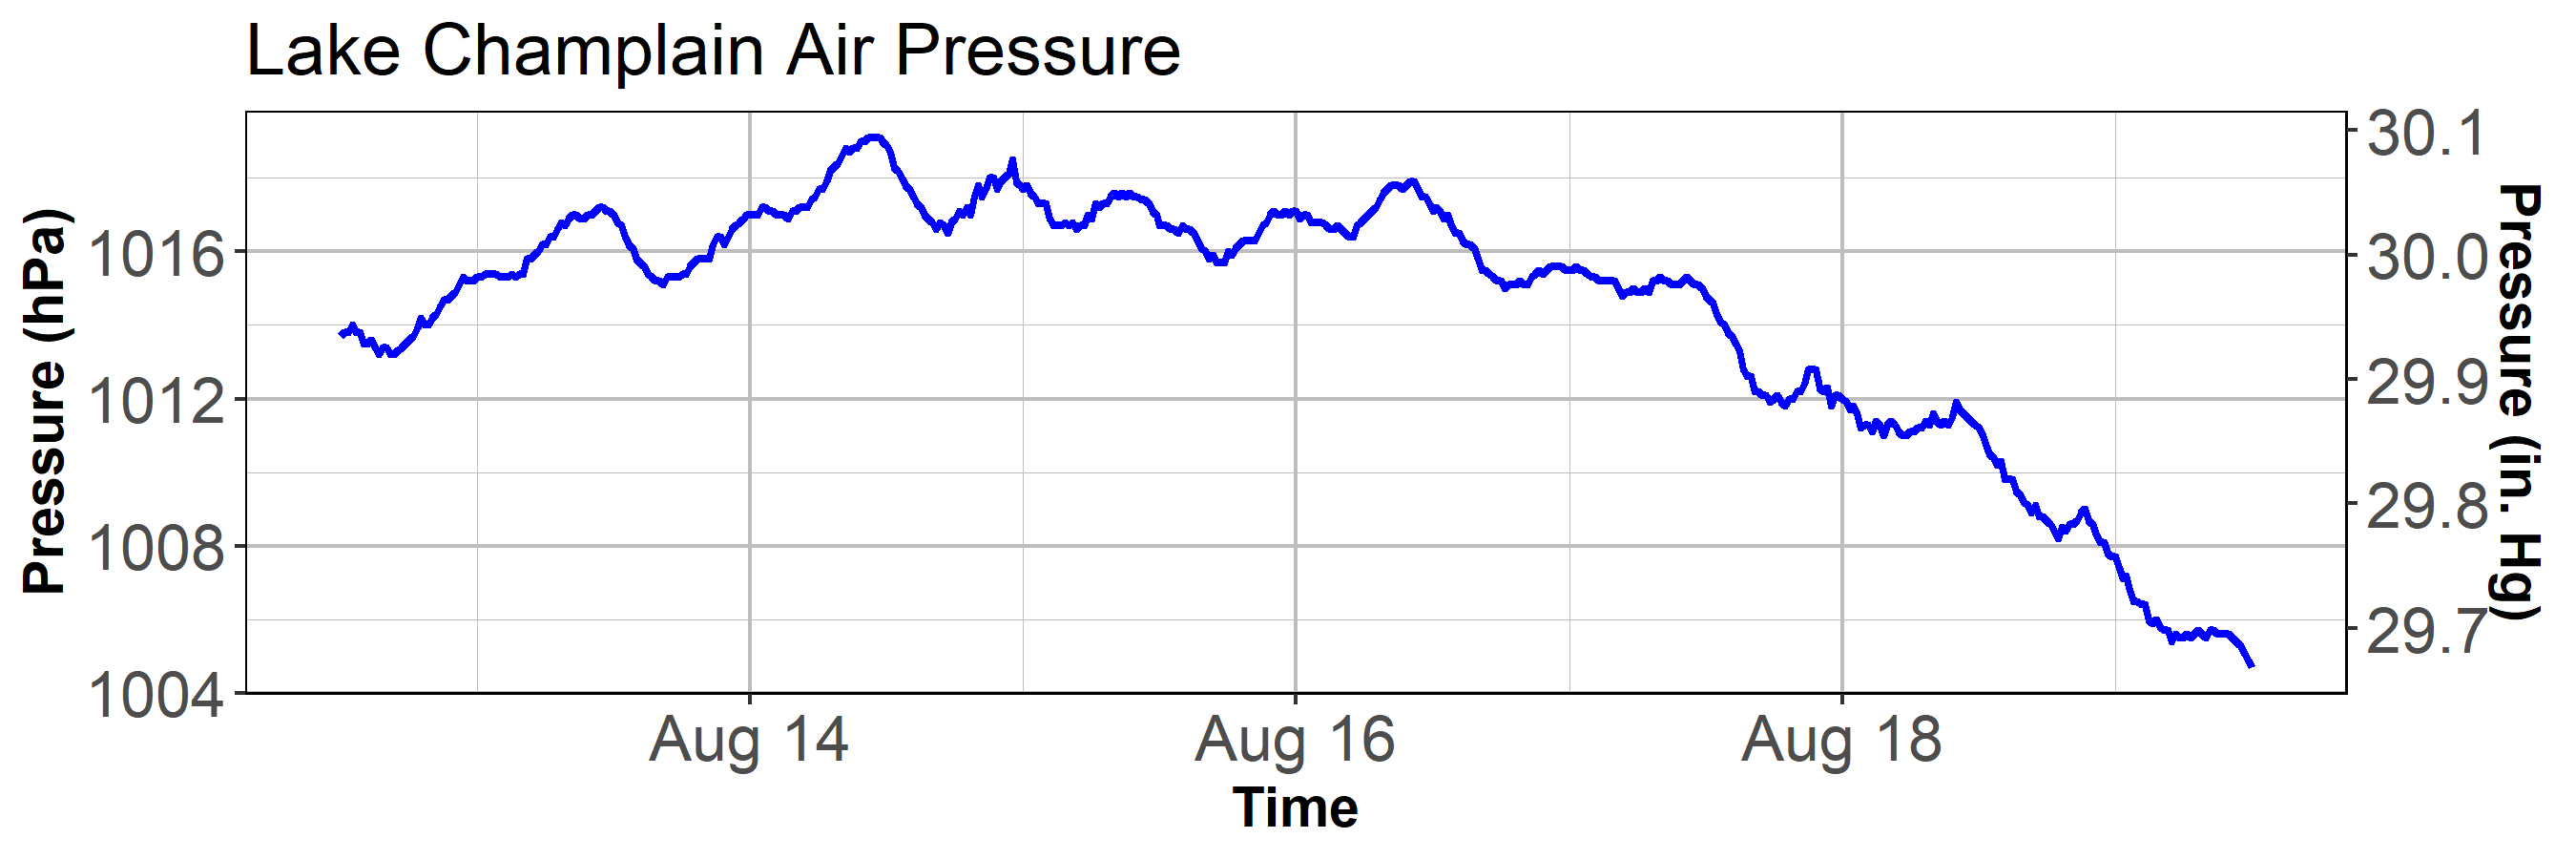 Lake Champlain Air Pressure
Pressure (hPa)
1016
1012
1008
1004
30.1
30.0
29.9
29.8
29.7
Pressure (in. Hg)
Aug 14
Aug 16
Aug 18
Time